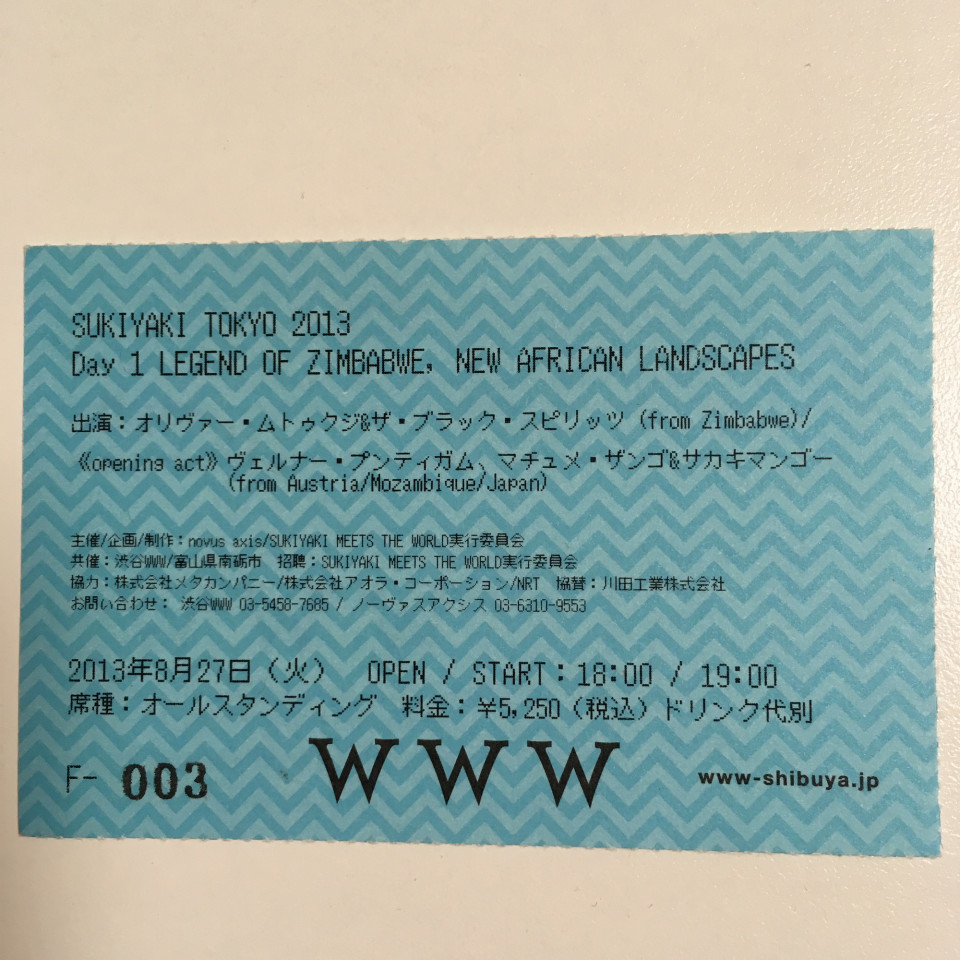 SUKIYAKI TOKYO 2013
Day 1 LEGEND OF ZIMBABWE, NEW AFRICAN LANDSCAPES
出演：オリヴァー・ムトゥクジ&ザ・ブラック・スピリッツ (from Zimbabwe)/
《opening act》ヴェルナー・プンティガム、マチュメ・ザンゴ&サカキマンゴー
(from Austria/Mozambique/Japan)
主催/企画/制作：novus axis/SUKIYAKI MEETS THE WORLD実行委員会
共催：渋谷WWW/富山県南砺市　招聘：SUKIYAKI MEETS THE WORLD実行委員会
協力：株式会社メタカンパニー/株式会社アオラ・コーポーション/NRT　協賛：川田工業株式会社
お問い合わせ： 渋谷WWW 03-5458-7685 / ノーヴァスアクシス 03-6310-9553
2013年8月27日（火）　OPEN / START：18:00 / 19:00
席種：オールスタンディング　料金：¥5,250（税込）ドリンク代別
F- 003 WWW www-shibuya.jp